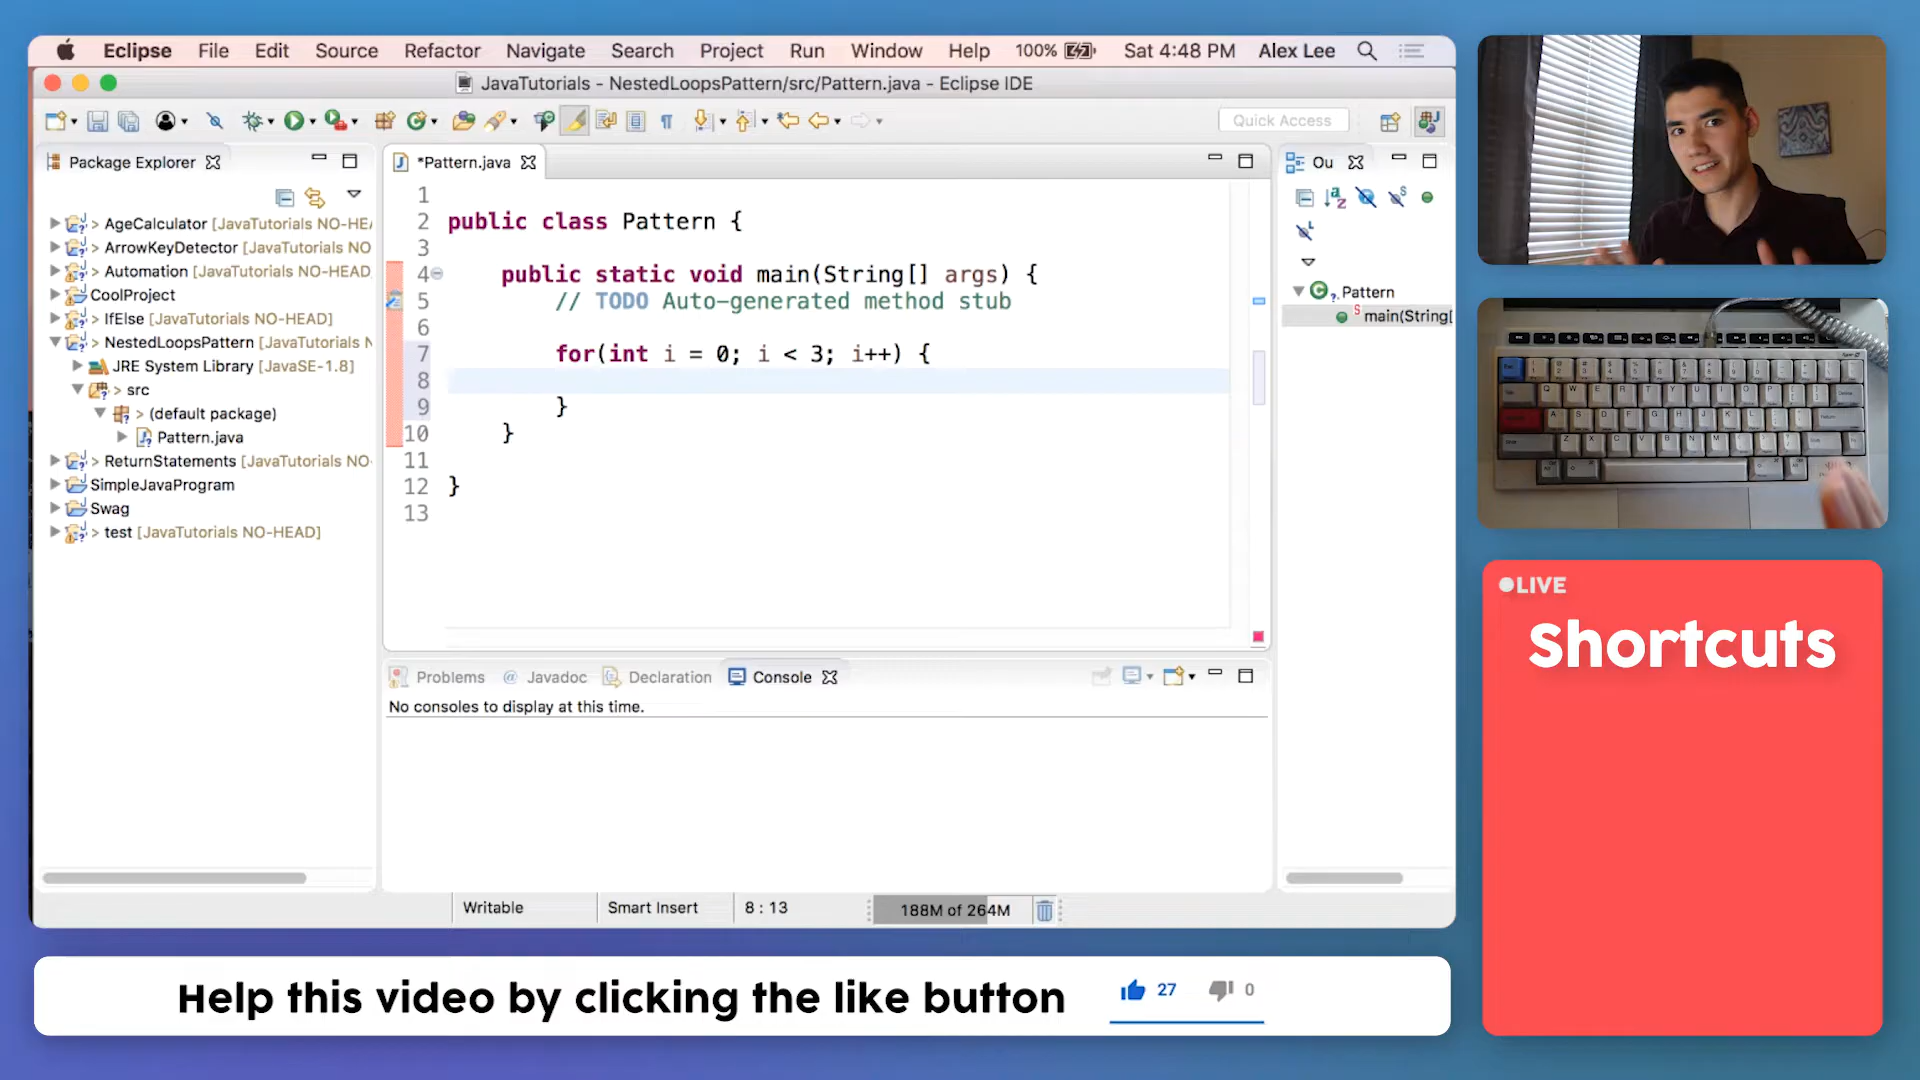 Eclipse File Edit Source Refactor Navigate Search Project Run Window Help 100% Sat 4:48 PM Alex Lee
JavaTutorials - NestedLoopsPattern/src/Pattern.java - Eclipse IDE
Quick Access
Package Explorer
> AgeCalculator [JavaTutorials NO-HEA
> ArrowKeyDetector [JavaTutorials NO
> Automation [JavaTutorials NO-HEAD
CoolProject
> IfElse [JavaTutorials NO-HEAD]
> NestedLoopsPattern [JavaTutorials N
JRE System Library [JavaSE-1.8]
> src
> (default package)
Pattern.java
> ReturnStatements [JavaTutorials NO-
SimpleJavaProgram
Swag
> test [JavaTutorials NO-HEAD]
*Pattern.java
1
2 public class Pattern {
3
4 public static void main(String[] args) {
5 // TODO Auto-generated method stub
6
7 for(int i = 0; i < 3; i++) {
8
9 }
10 }
11
12 }
13
Ou
Pattern
main(String[
Problems @ Javadoc Declaration Console
No consoles to display at this time.
Writable Smart Insert 8 : 13 188M of 264M
LIVE
Shortcuts
Help this video by clicking the like button 27 0